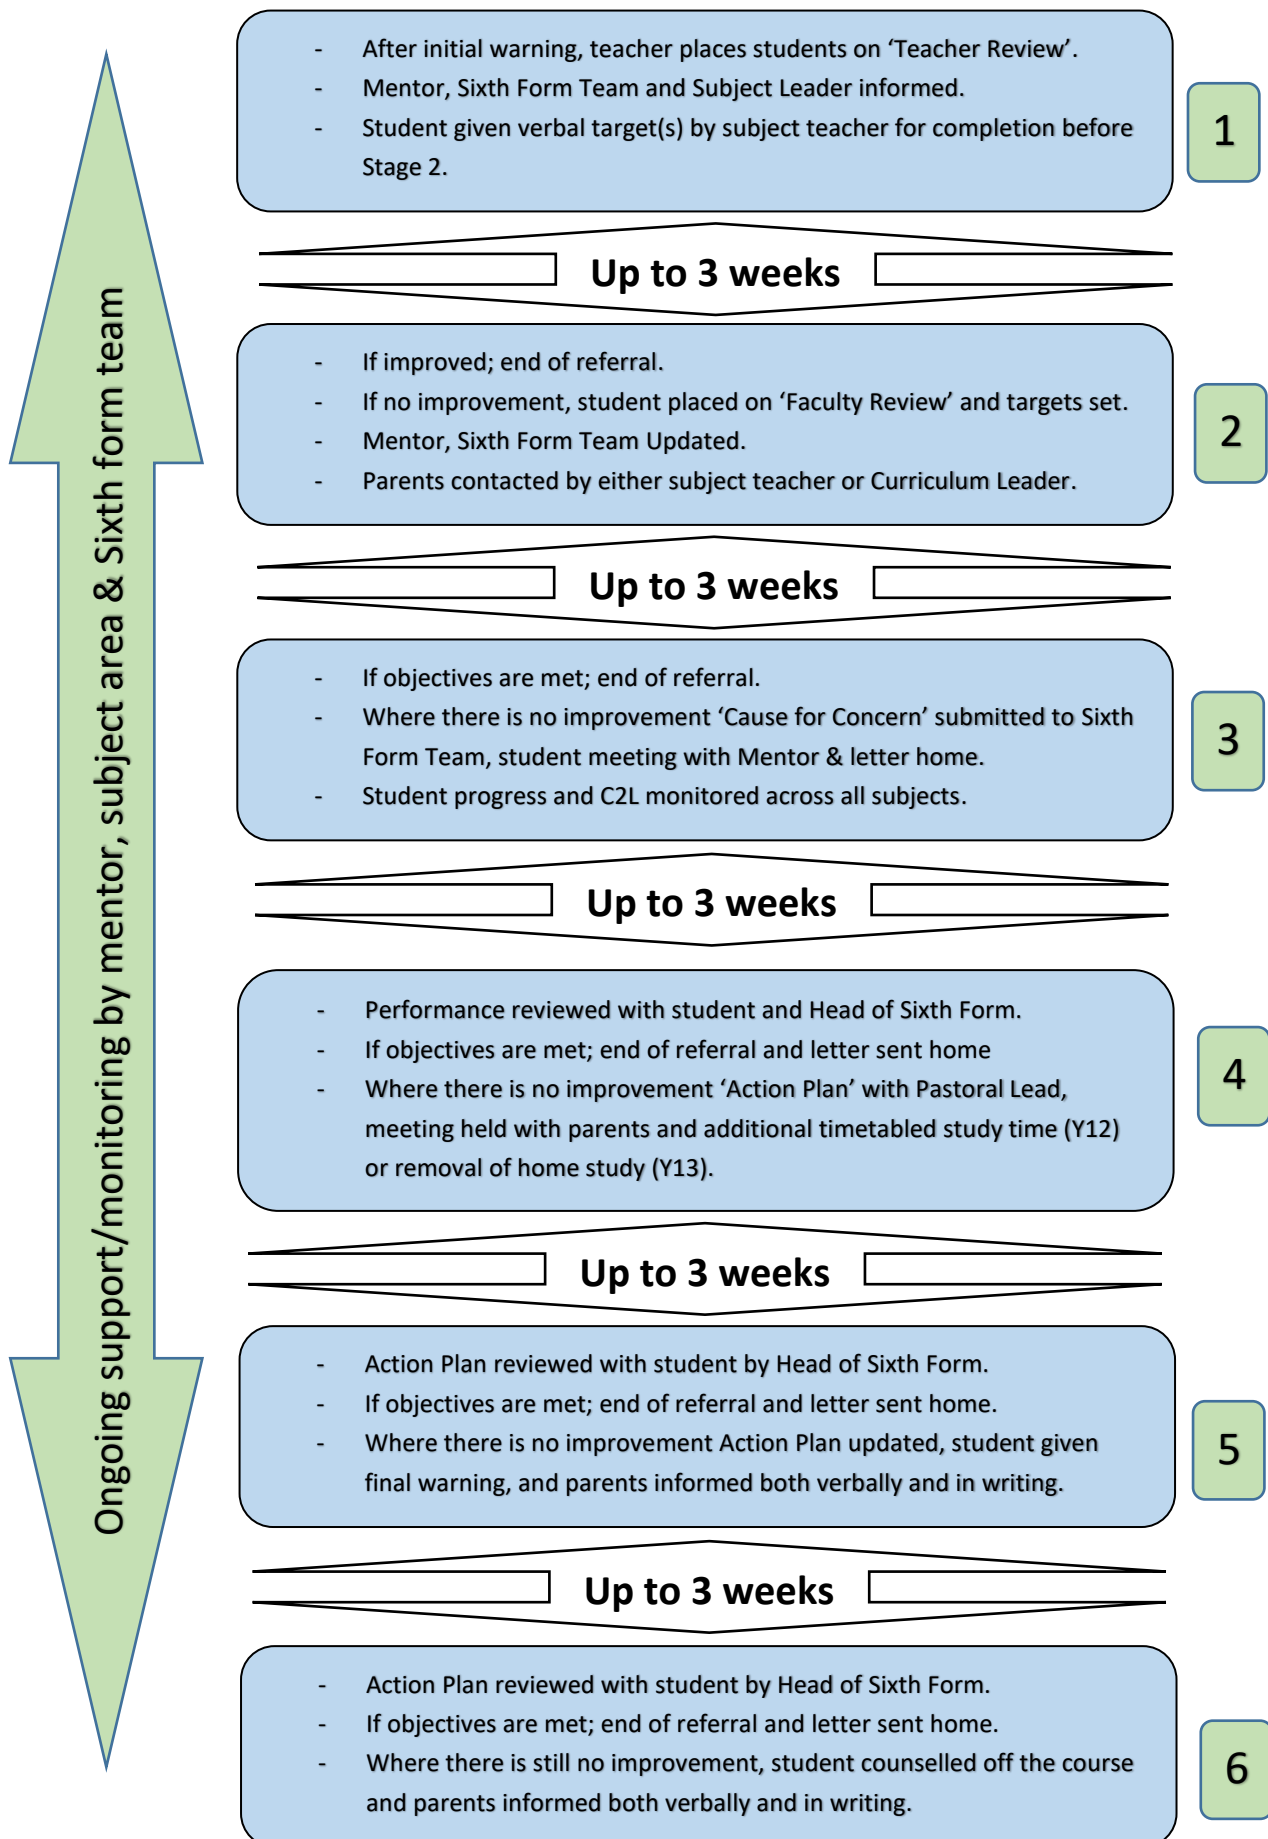 Ongoing support/monitoring by mentor, subject area & Sixth form team
- After initial warning, teacher places students on ‘Teacher Review’.
- Mentor, Sixth Form Team and Subject Leader informed.
- Student given verbal target(s) by subject teacher for completion before
Stage 2.
1
Up to 3 weeks
- If improved; end of referral.
- If no improvement, student placed on ‘Faculty Review’ and targets set.
- Mentor, Sixth Form Team Updated.
- Parents contacted by either subject teacher or Curriculum Leader.
2
Up to 3 weeks
- If objectives are met; end of referral.
- Where there is no improvement ‘Cause for Concern’ submitted to Sixth
Form Team, student meeting with Mentor & letter home.
- Student progress and C2L monitored across all subjects.
3
Up to 3 weeks
- Performance reviewed with student and Head of Sixth Form.
- If objectives are met; end of referral and letter sent home
- Where there is no improvement ‘Action Plan’ with Pastoral Lead,
meeting held with parents and additional timetabled study time (Y12)
or removal of home study (Y13).
4
Up to 3 weeks
- Action Plan reviewed with student by Head of Sixth Form.
- If objectives are met; end of referral and letter sent home.
- Where there is no improvement Action Plan updated, student given
final warning, and parents informed both verbally and in writing.
5
Up to 3 weeks
- Action Plan reviewed with student by Head of Sixth Form.
- If objectives are met; end of referral and letter sent home.
- Where there is still no improvement, student counselled off the course
and parents informed both verbally and in writing.
6